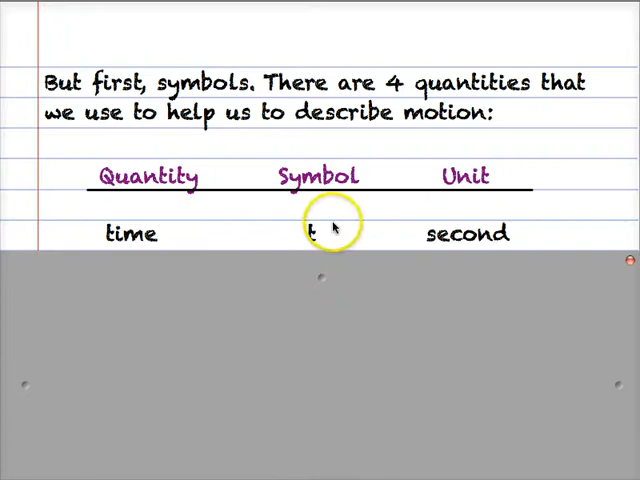 But first, symbols. There are 4 quantities that
we use to help us to describe motion:
Quantity Symbol Unit
time t second